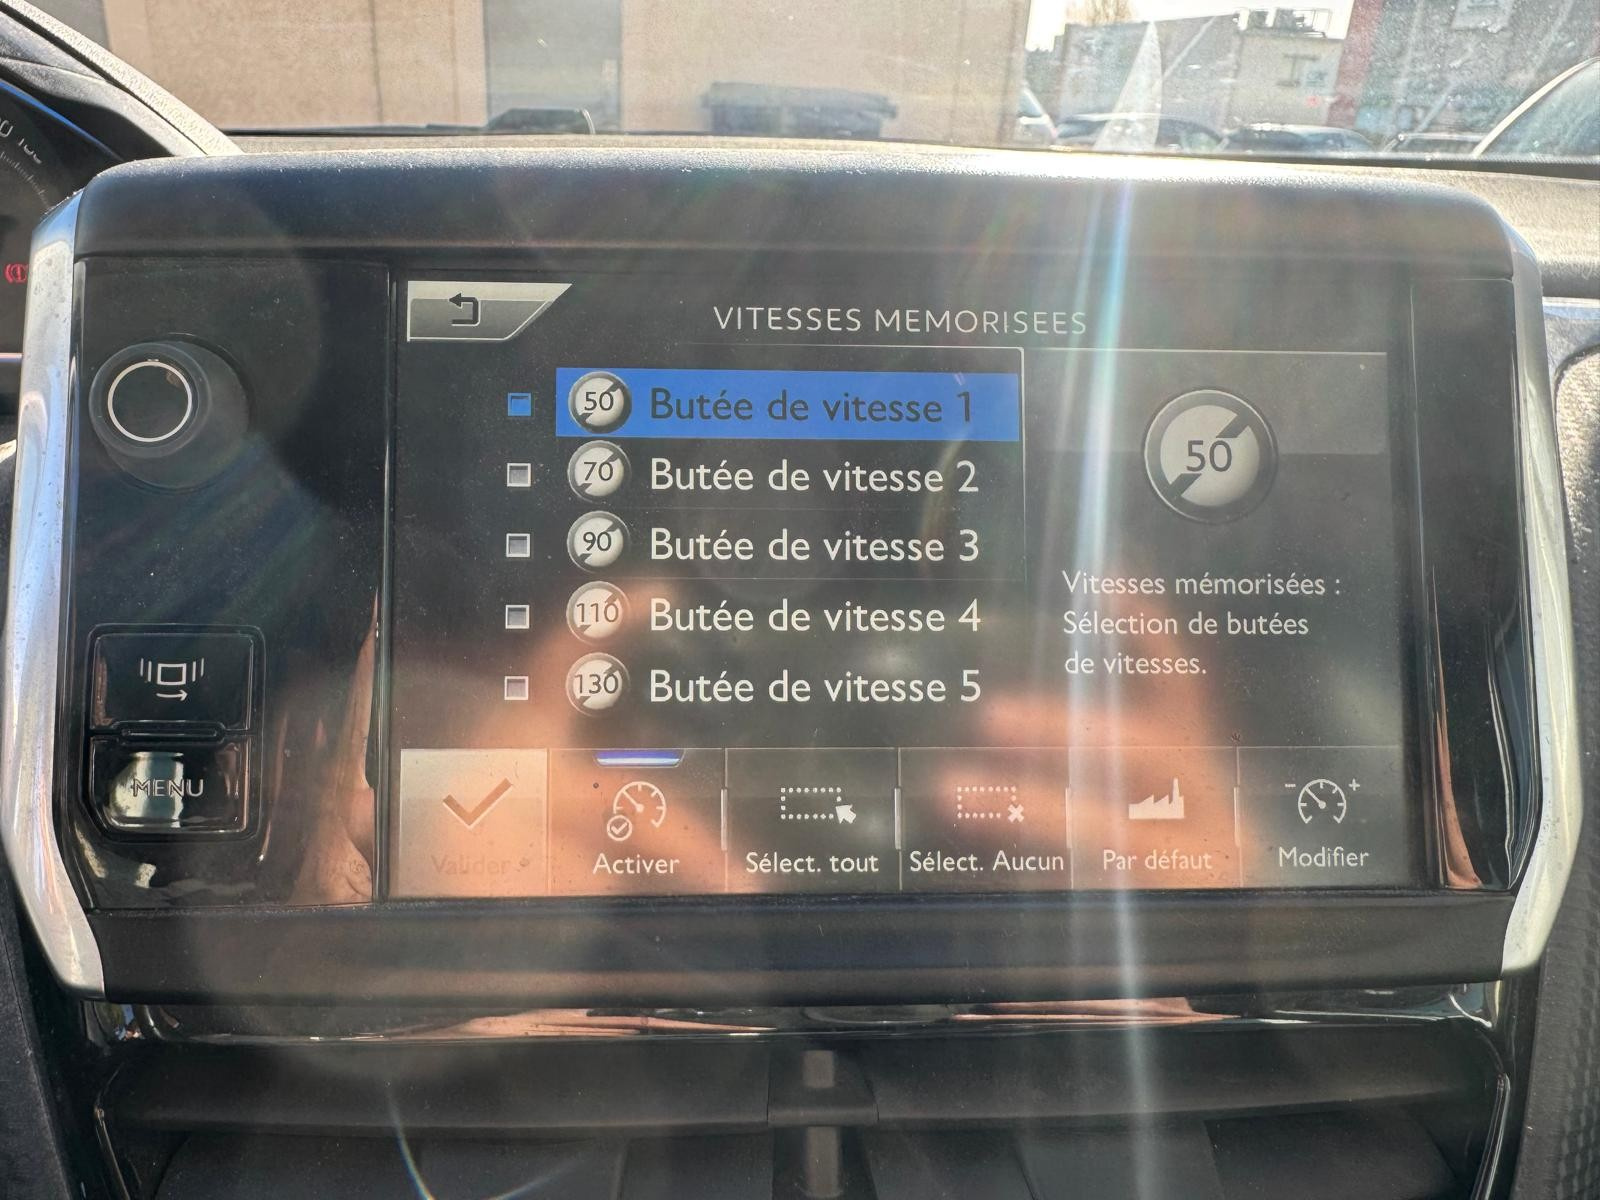 VITESSES MEMORISEES
50 Butée de vitesse 1
70 Butée de vitesse 2
90 Butée de vitesse 3
110 Butée de vitesse 4
130 Butée de vitesse 5
50
Vitesses mémorisées :
Sélection de butées
de vitesses.
MENU
Valider
Activer
Sélect. tout
Sélect. Aucun
Par défaut
Modifier